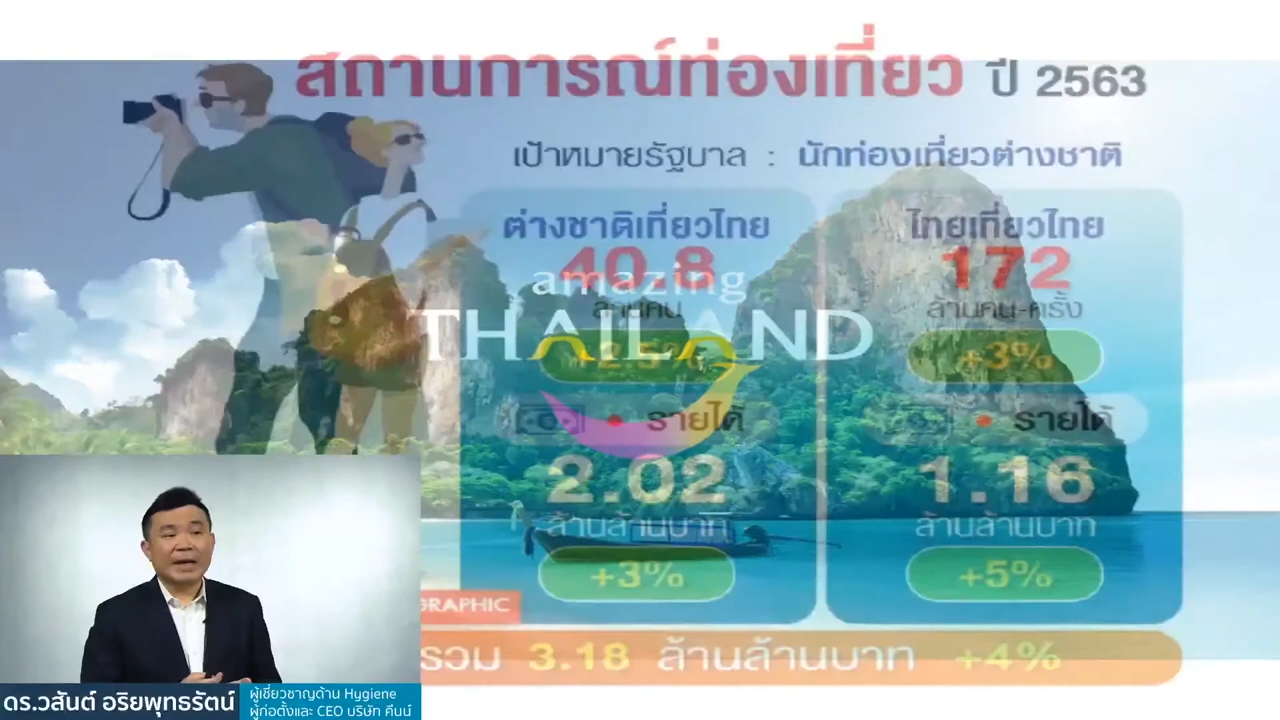 สถานการณ์ท่องเที่ยว ปี 2563
เป้าหมายรัฐบาล : นักท่องเที่ยวต่างชาติ
ต่างชาติเที่ยวไทย
40.8
ล้านคน
+2.5%
รายได้
2.02
ล้านล้านบาท
+3%
ไทยเที่ยวไทย
172
ล้านคน-ครั้ง
+3%
รายได้
1.16
ล้านล้านบาท
+5%
amazing
THAILAND
GRAPHIC
รวม 3.18 ล้านล้านบาท +4%
ดร.วสันต์ อริยพุทธรัตน์
ผู้เชี่ยวชาญด้าน Hygiene
ผู้ก่อตั้งและ CEO บริษัท คีนน์